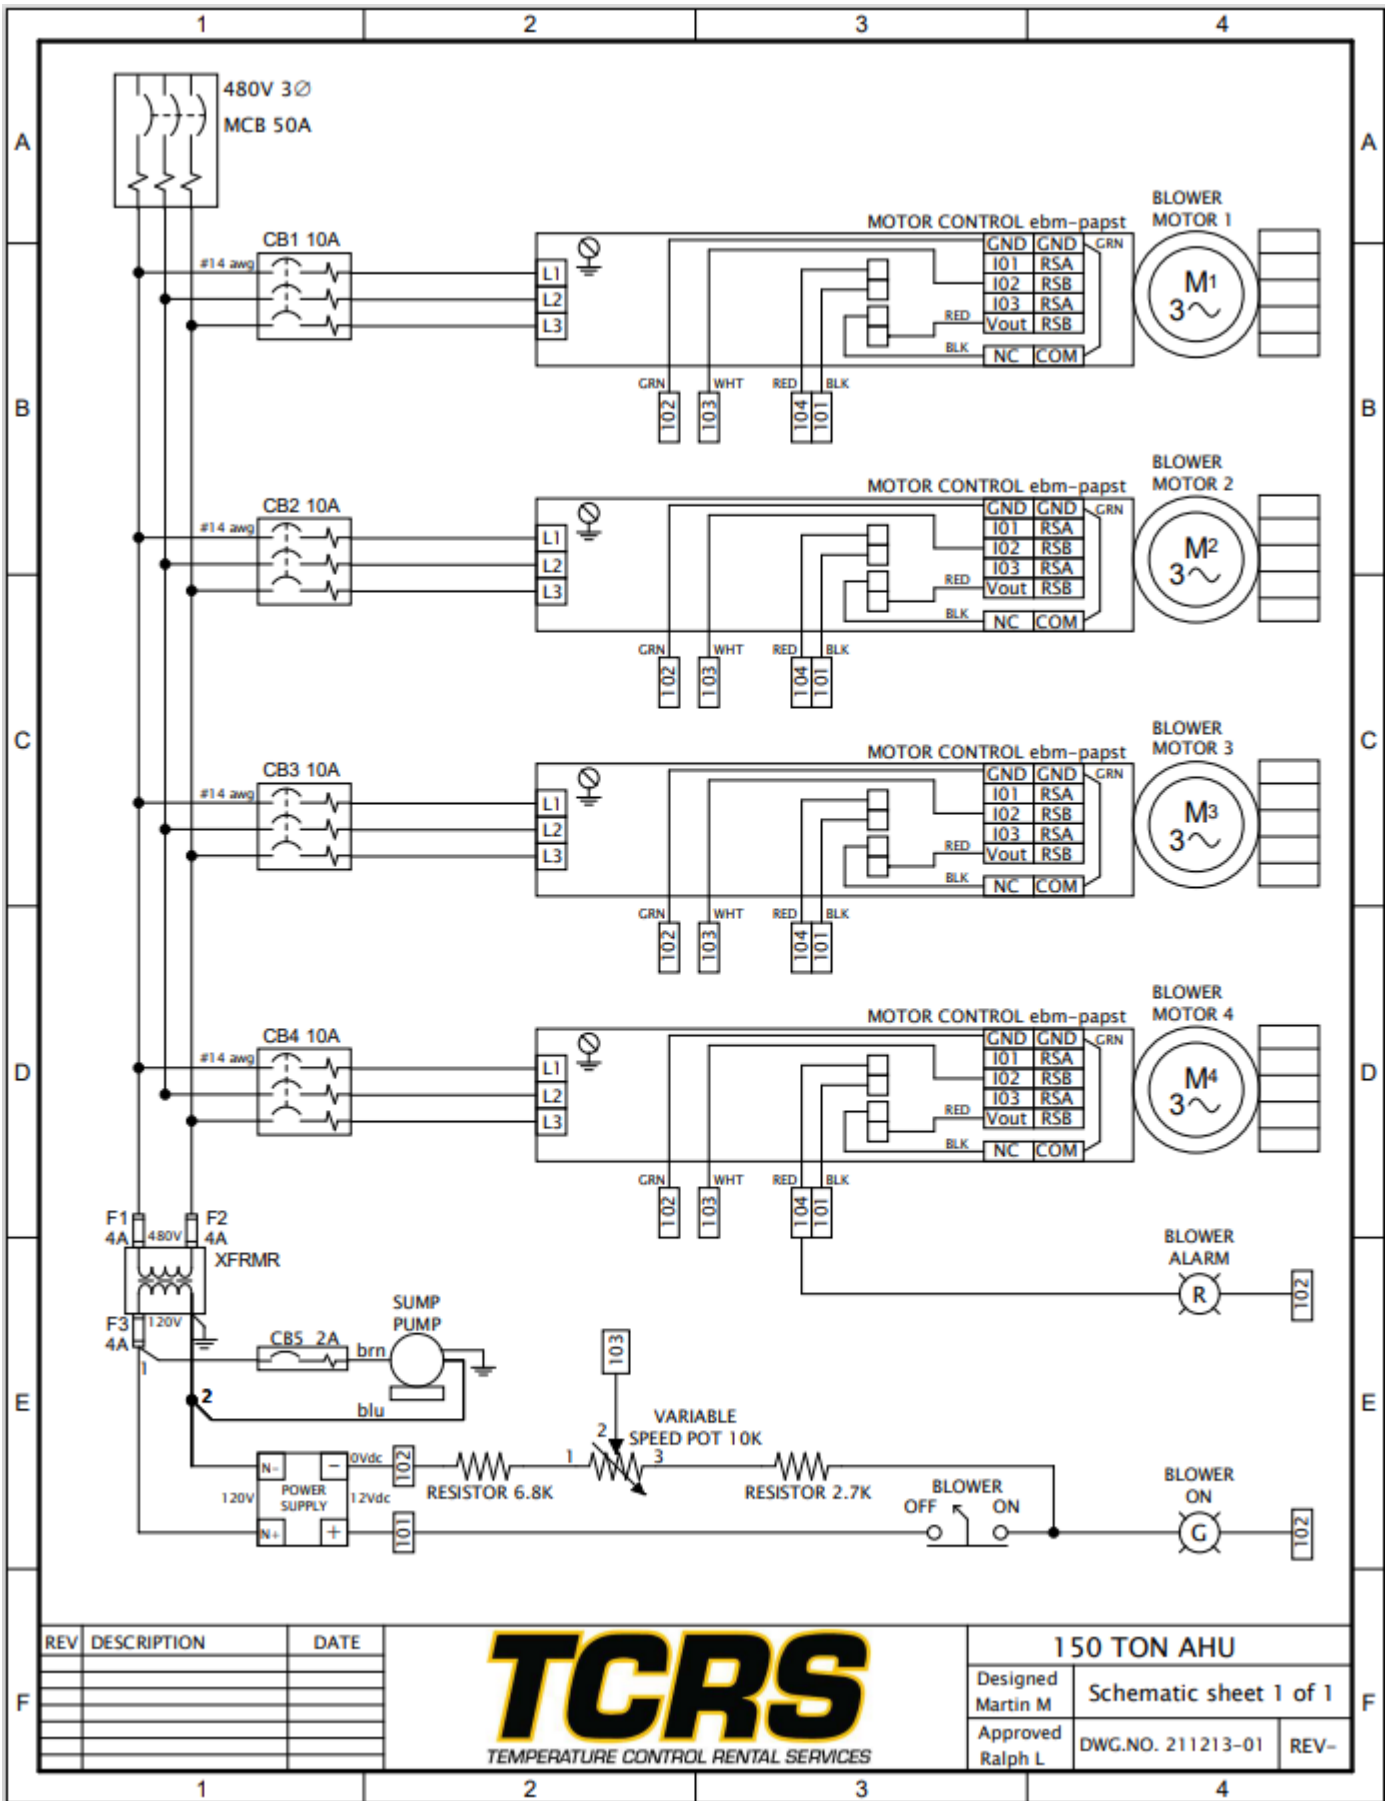 1 2 3 4
A A
480V 3∅
MCB 50A
BLOWER
MOTOR 1
MOTOR CONTROL ebm-papst
CB1 10A
#14 awg
L1
L2
L3
GND GND GRN
I01 RSA
I02 RSB
I03 RSA
RED Vout RSB
BLK NC COM
M1
3
GRN WHT RED BLK
102 103 104 101
B B
BLOWER
MOTOR 2
MOTOR CONTROL ebm-papst
CB2 10A
#14 awg
L1
L2
L3
GND GND GRN
I01 RSA
I02 RSB
I03 RSA
RED Vout RSB
BLK NC COM
M2
3
GRN WHT RED BLK
102 103 104 101
C C
BLOWER
MOTOR 3
MOTOR CONTROL ebm-papst
CB3 10A
#14 awg
L1
L2
L3
GND GND GRN
I01 RSA
I02 RSB
I03 RSA
RED Vout RSB
BLK NC COM
M3
3
GRN WHT RED BLK
102 103 104 101
D D
BLOWER
MOTOR 4
MOTOR CONTROL ebm-papst
CB4 10A
#14 awg
L1
L2
L3
GND GND GRN
I01 RSA
I02 RSB
I03 RSA
RED Vout RSB
BLK NC COM
M4
3
GRN WHT RED BLK
102 103 104 101
F1 F2
4A 480V 4A
XFRMR
BLOWER
ALARM
R
102
F3 120V
4A
1
2
CB5 2A
brn
blu
SUMP
PUMP
E E
103
VARIABLE
SPEED POT 10K
1 2 3
N- −
0Vdc
102
RESISTOR 6.8K
RESISTOR 2.7K
120V
POWER
SUPPLY
12Vdc
N+ +
101
BLOWER
OFF ON
BLOWER
ON
G
102
F F
REV DESCRIPTION DATE
TCRS
TEMPERATURE CONTROL RENTAL SERVICES
150 TON AHU
Designed
Martin M
Schematic sheet 1 of 1
Approved
Ralph L
DWG.NO. 211213-01 REV-
1 2 3 4